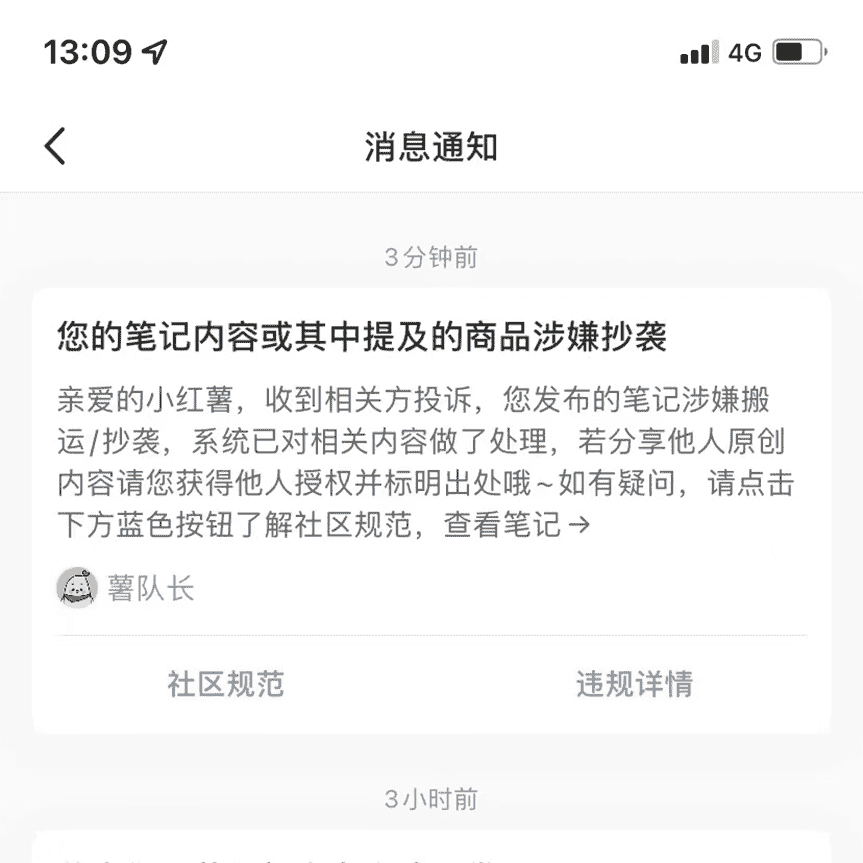 13:09
4G
消息通知
3分钟前
您的笔记内容或其中提及的商品涉嫌抄袭
亲爱的小红薯，收到相关方投诉，您发布的笔记涉嫌搬
运/抄袭，系统已对相关内容做了处理，若分享他人原创
内容请您获得他人授权并标明出处哦~如有疑问，请点击
下方蓝色按钮了解社区规范，查看笔记→
薯队长
社区规范
违规详情
3小时前